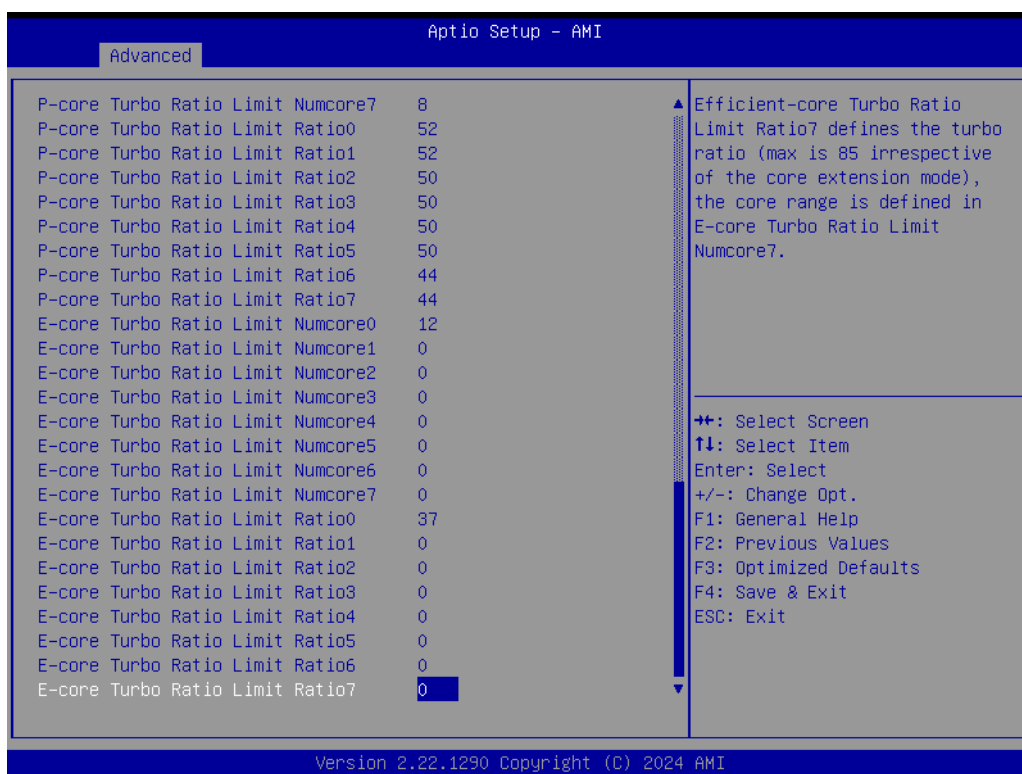 Aptio Setup – AMI
Advanced
P-core Turbo Ratio Limit Numcore7 8
P-core Turbo Ratio Limit Ratio0 52
P-core Turbo Ratio Limit Ratio1 52
P-core Turbo Ratio Limit Ratio2 50
P-core Turbo Ratio Limit Ratio3 50
P-core Turbo Ratio Limit Ratio4 50
P-core Turbo Ratio Limit Ratio5 50
P-core Turbo Ratio Limit Ratio6 44
P-core Turbo Ratio Limit Ratio7 44
E-core Turbo Ratio Limit Numcore0 12
E-core Turbo Ratio Limit Numcore1 0
E-core Turbo Ratio Limit Numcore2 0
E-core Turbo Ratio Limit Numcore3 0
E-core Turbo Ratio Limit Numcore4 0
E-core Turbo Ratio Limit Numcore5 0
E-core Turbo Ratio Limit Numcore6 0
E-core Turbo Ratio Limit Numcore7 0
E-core Turbo Ratio Limit Ratio0 37
E-core Turbo Ratio Limit Ratio1 0
E-core Turbo Ratio Limit Ratio2 0
E-core Turbo Ratio Limit Ratio3 0
E-core Turbo Ratio Limit Ratio4 0
E-core Turbo Ratio Limit Ratio5 0
E-core Turbo Ratio Limit Ratio6 0
E-core Turbo Ratio Limit Ratio7 0
Efficient-core Turbo Ratio
Limit Ratio7 defines the turbo
ratio (max is 85 irrespective
of the core extension mode),
the core range is defined in
E-core Turbo Ratio Limit
Numcore7.
→←: Select Screen
↑↓: Select Item
Enter: Select
+/-: Change Opt.
F1: General Help
F2: Previous Values
F3: Optimized Defaults
F4: Save & Exit
ESC: Exit
Version 2.22.1290 Copyright (C) 2024 AMI